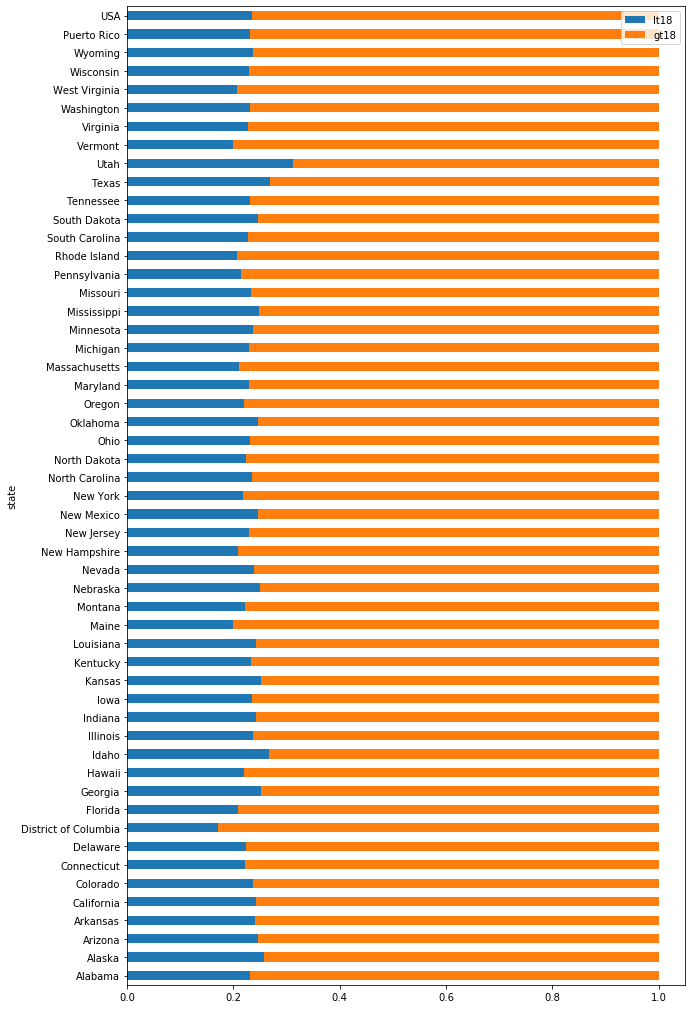 USA
Puerto Rico
Wyoming
Wisconsin
West Virginia
Washington
Virginia
Vermont
Utah
Texas
Tennessee
South Dakota
South Carolina
Rhode Island
Pennsylvania
Missouri
Mississippi
Minnesota
Michigan
Massachusetts
Maryland
Oregon
Oklahoma
Ohio
North Dakota
North Carolina
New York
New Mexico
New Jersey
New Hampshire
Nevada
Nebraska
Montana
Maine
Louisiana
Kentucky
Kansas
Iowa
Indiana
Illinois
Idaho
Hawaii
Georgia
Florida
District of Columbia
Delaware
Connecticut
Colorado
California
Arkansas
Arizona
Alaska
Alabama
state
lt18
gt18
0.0 0.2 0.4 0.6 0.8 1.0